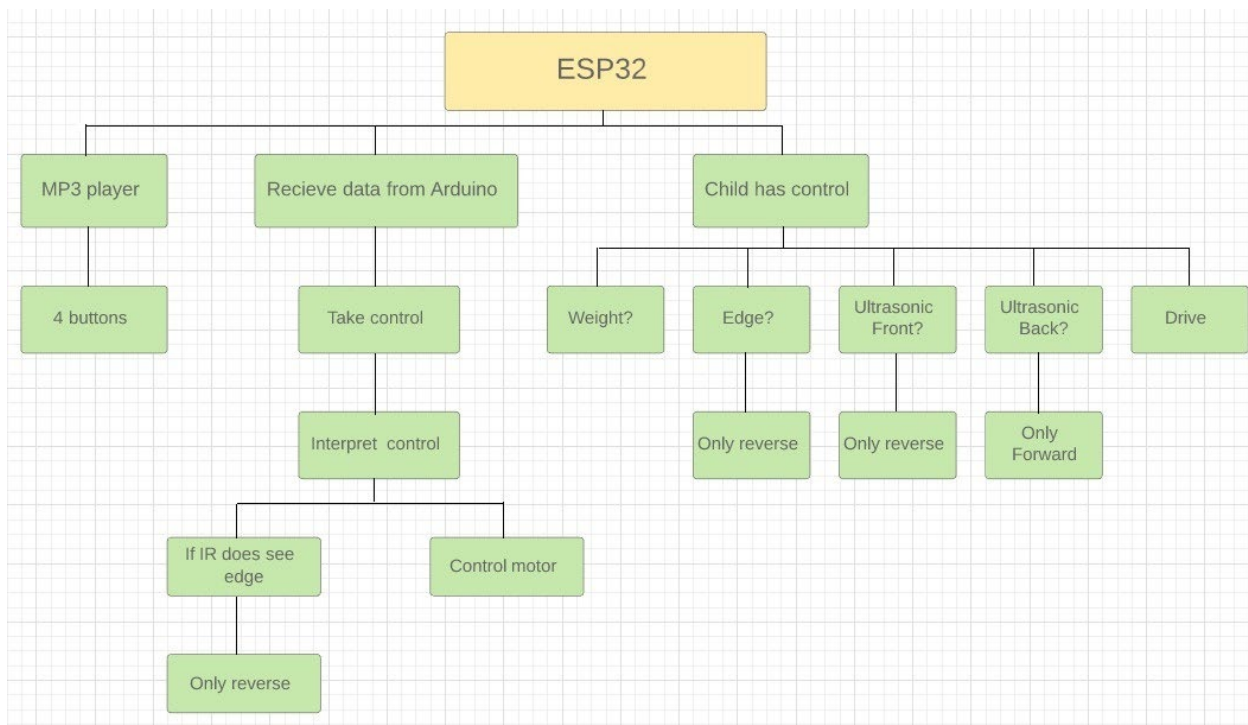 ESP32
MP3 player
Recieve data from Arduino
Child has control
4 buttons
Take control
Weight?
Edge?
Ultrasonic
Front?
Ultrasonic
Back?
Drive
Interpret control
Only reverse
Only reverse
Only
Forward
If IR does see
edge
Control motor
Only reverse